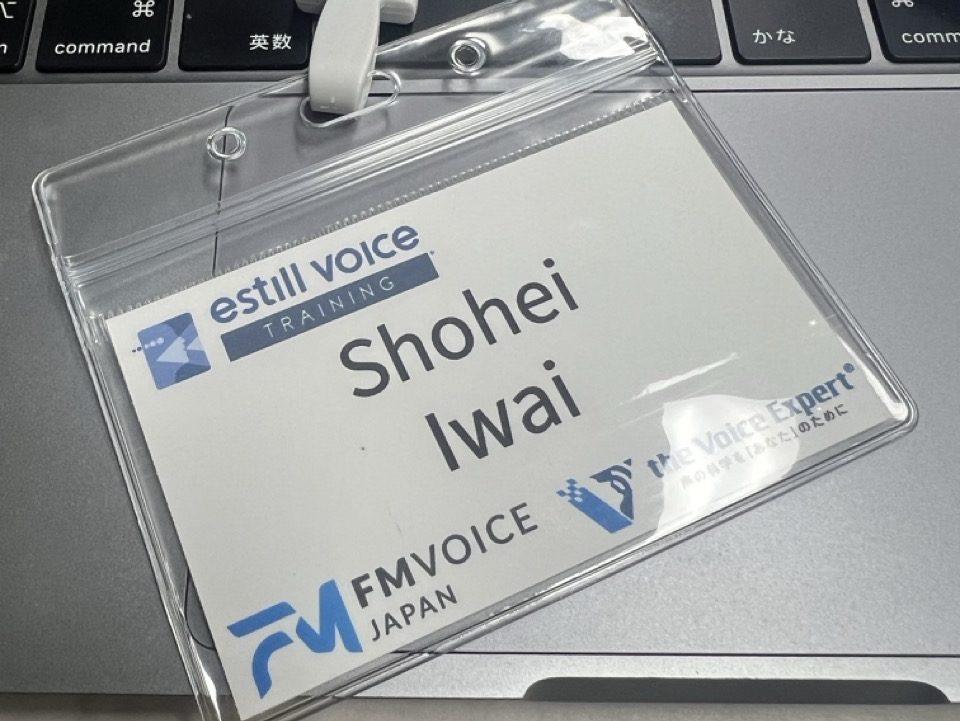 ⌘
command
英数
かな
⌘
comm
estill voice
TRAINING
Shohei
Iwai
the Voice Expert®
声の科学を「あなた」のために
FMVOICE
JAPAN